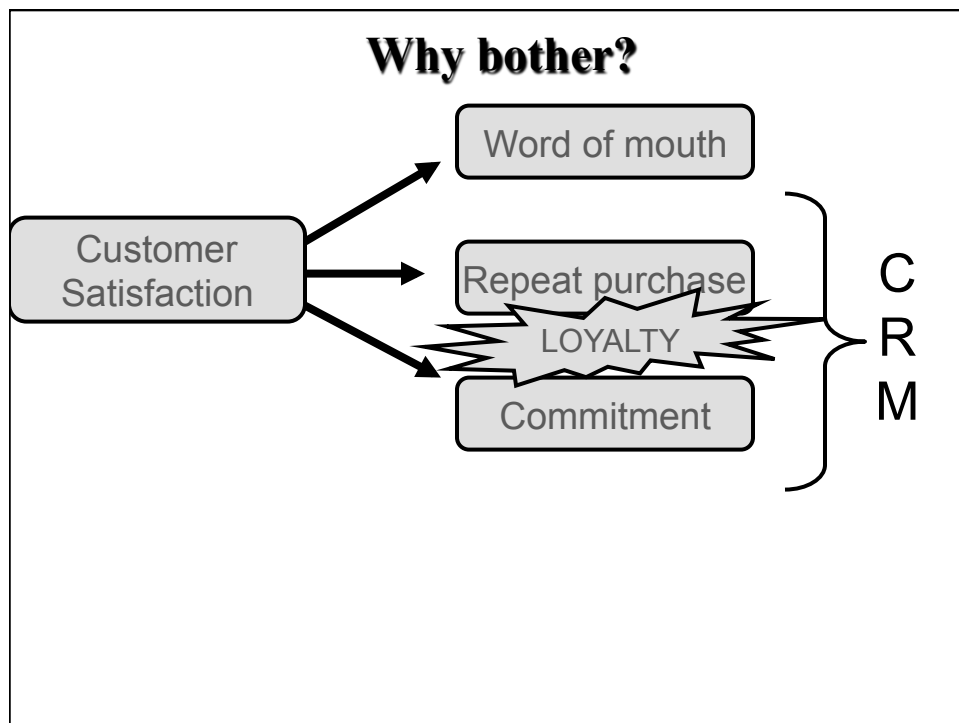 Why bother?
Word of mouth
Customer
Satisfaction
Repeat purchase
LOYALTY
Commitment
C
R
M